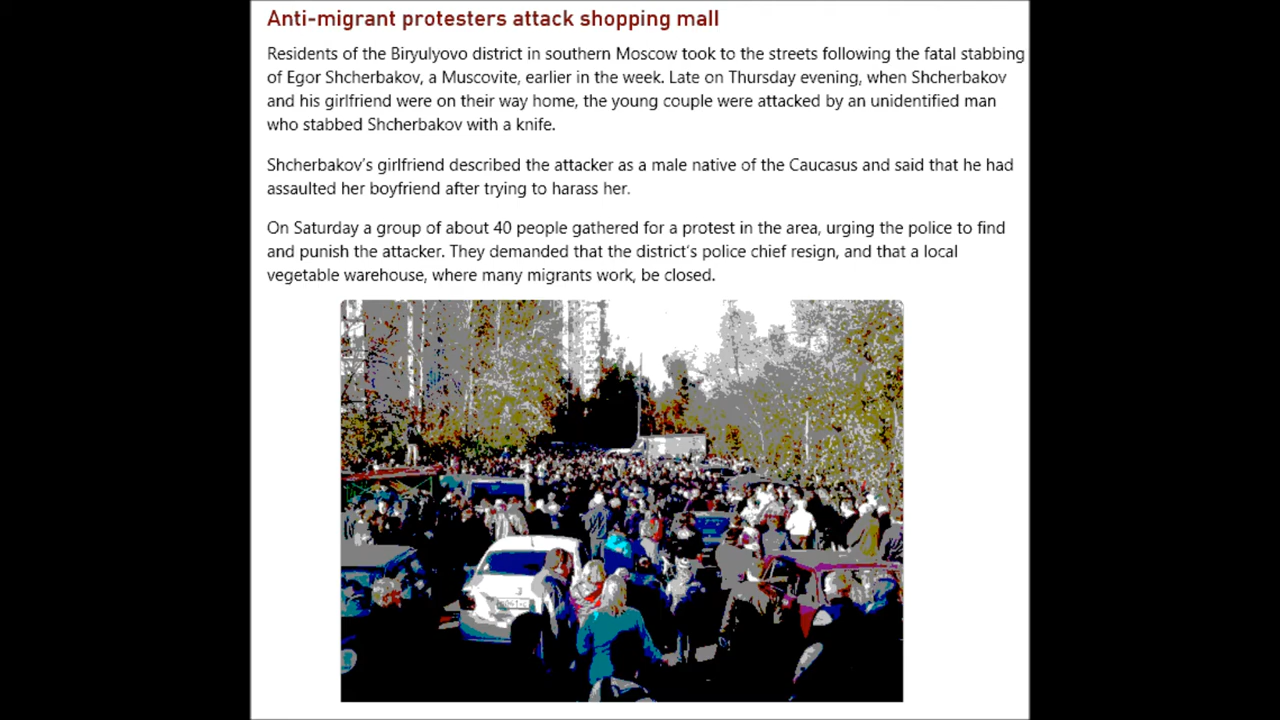 Anti-migrant protesters attack shopping mall
Residents of the Biryulyovo district in southern Moscow took to the streets following the fatal stabbing
of Egor Shcherbakov, a Muscovite, earlier in the week. Late on Thursday evening, when Shcherbakov
and his girlfriend were on their way home, the young couple were attacked by an unidentified man
who stabbed Shcherbakov with a knife.
Shcherbakov's girlfriend described the attacker as a male native of the Caucasus and said that he had
assaulted her boyfriend after trying to harass her.
On Saturday a group of about 40 people gathered for a protest in the area, urging the police to find
and punish the attacker. They demanded that the district's police chief resign, and that a local
vegetable warehouse, where many migrants work, be closed.